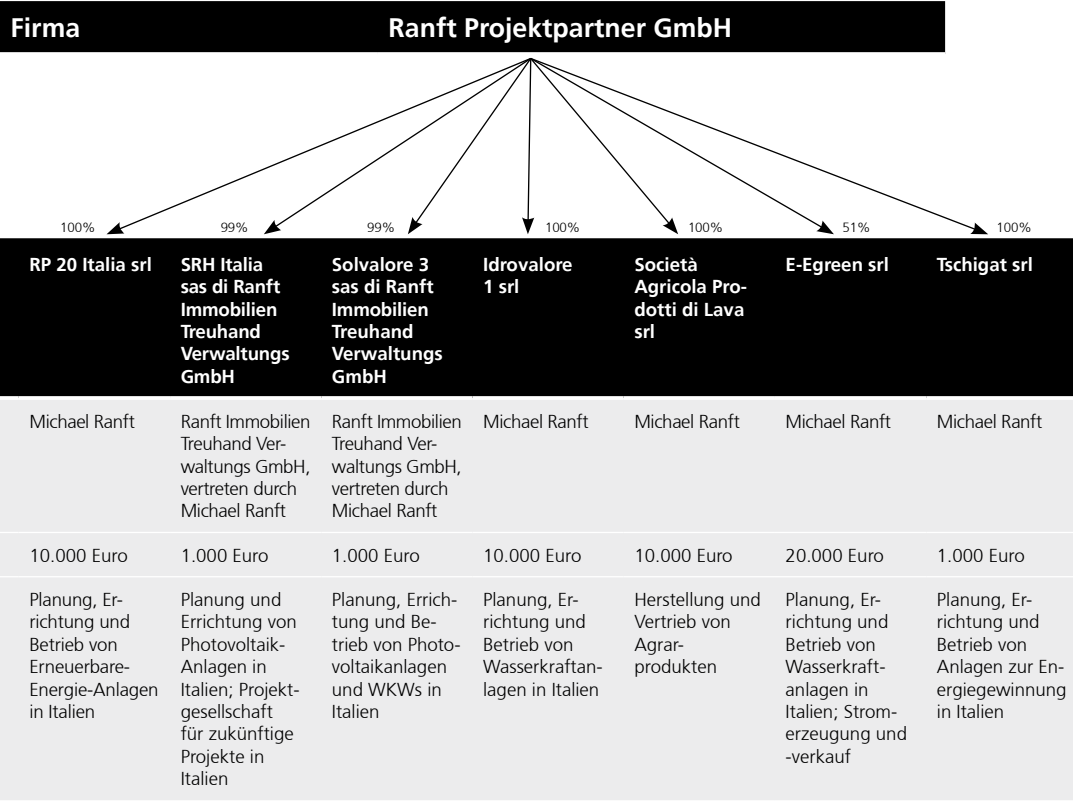 Firma
Ranft Projektpartner GmbH
100%
99%
99%
100%
100%
51%
100%
RP 20 Italia srl
SRH Italia
sas di Ranft
Immobilien
Treuhand
Verwaltungs
GmbH
Solvalore 3
sas di Ranft
Immobilien
Treuhand
Verwaltungs
GmbH
Idrovalore
1 srl
Società
Agricola Pro-
dotti di Lava
srl
E-Egreen srl
Tschigat srl
Michael Ranft
Ranft Immobilien
Treuhand Ver-
waltungs GmbH,
vertreten durch
Michael Ranft
Ranft Immobilien
Treuhand Ver-
waltungs GmbH,
vertreten durch
Michael Ranft
Michael Ranft
Michael Ranft
Michael Ranft
Michael Ranft
10.000 Euro
1.000 Euro
1.000 Euro
10.000 Euro
10.000 Euro
20.000 Euro
1.000 Euro
Planung, Er-
richtung und
Betrieb von
Erneuerbare-
Energie-Anlagen
in Italien
Planung und
Errichtung von
Photovoltaik-
Anlagen in
Italien; Projekt-
gesellschaft
für zukünftige
Projekte in
Italien
Planung, Errich-
tung und Be-
trieb von Photo-
voltaikanlagen
und WKWs in
Italien
Planung, Er-
richtung und
Betrieb von
Wasserkraftan-
lagen in Italien
Herstellung und
Vertrieb von
Agrar-
produkten
Planung, Er-
richtung und
Betrieb von
Wasserkraft-
anlagen in
Italien; Strom-
erzeugung und
-verkauf
Planung, Er-
richtung und
Betrieb von
Anlagen zur En-
ergiegewinnung
in Italien